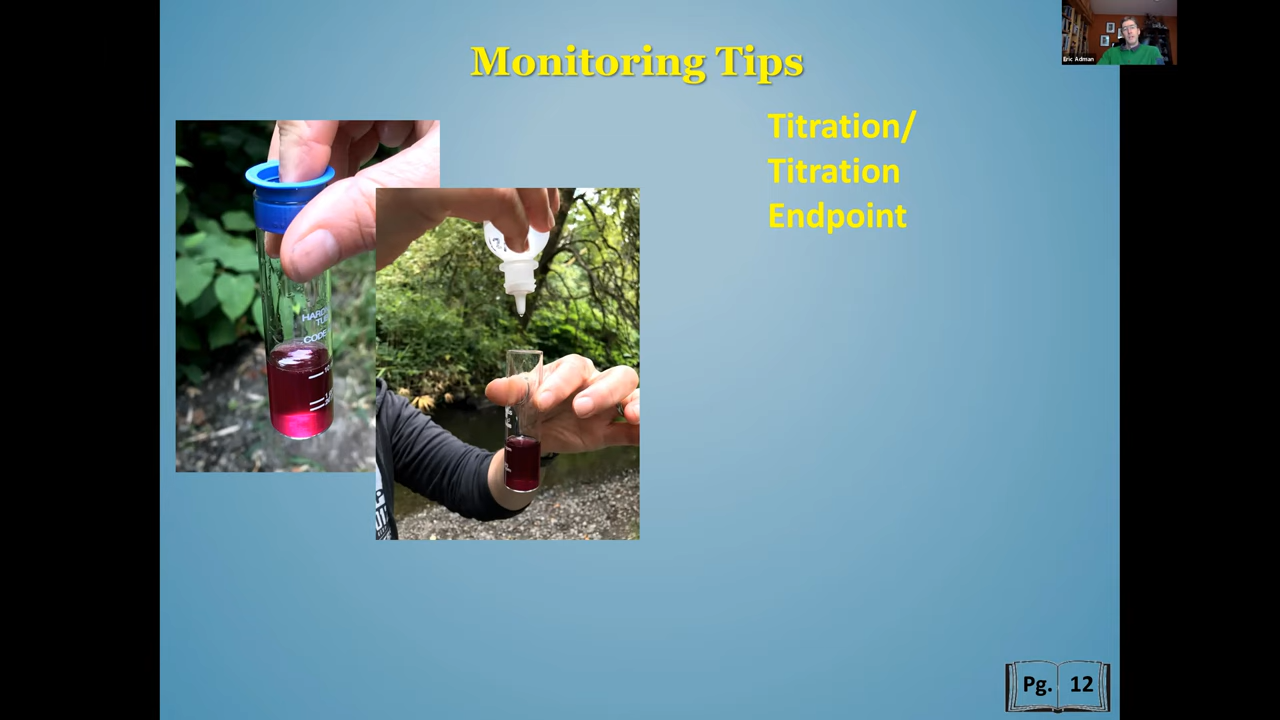 Monitoring Tips
Eric Adman
Titration/
Titration
Endpoint
Pg. 12